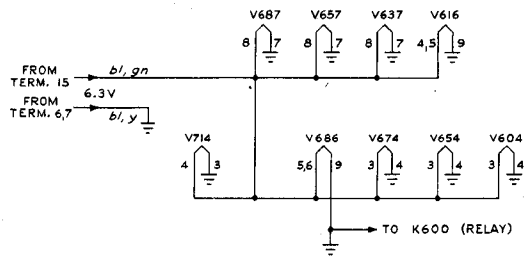 V687 V657 V637 V616
8 7 8 7 8 7 4,5 9
FROM TERM. 15 bl, gn
6.3V
FROM TERM. 6,7 bl, y
V714 V686 V674 V654 V604
4 3 5,6 9 3 4 3 4 3 4
TO K600 (RELAY)